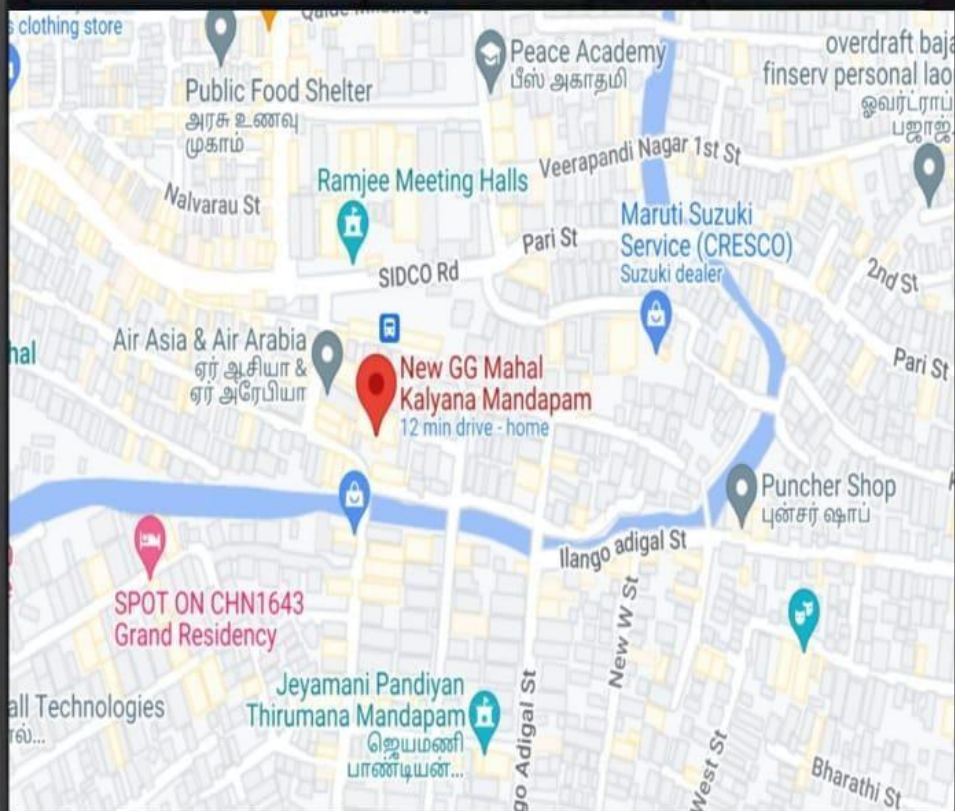 s clothing store
Public Food Shelter
அரசு உணவு
முகாம்
Peace Academy
பீஸ் அகாதமி
overdraft baja
finserv personal lao
ஓவர்ட்ராப்
பஜாஜ்
Veerapandi Nagar 1st St
Nalvarau St
Ramjee Meeting Halls
Pari St
Maruti Suzuki
Service (CRESCO)
Suzuki dealer
SIDCO Rd
2nd St
Air Asia & Air Arabia
ஏர் ஆசியா &
ஏர் அரேபியா
hal
New GG Mahal
Kalyana Mandapam
12 min drive - home
Pari St
Puncher Shop
புன்சர் ஷாப்
Ilango adigal St
SPOT ON CHN1643
Grand Residency
New W St
Jeyamani Pandiyan
Thirumana Mandapam
ஜெயமணி
பாண்டியன்...
all Technologies
ால்...
go Adigal St
West St
Bharathi St